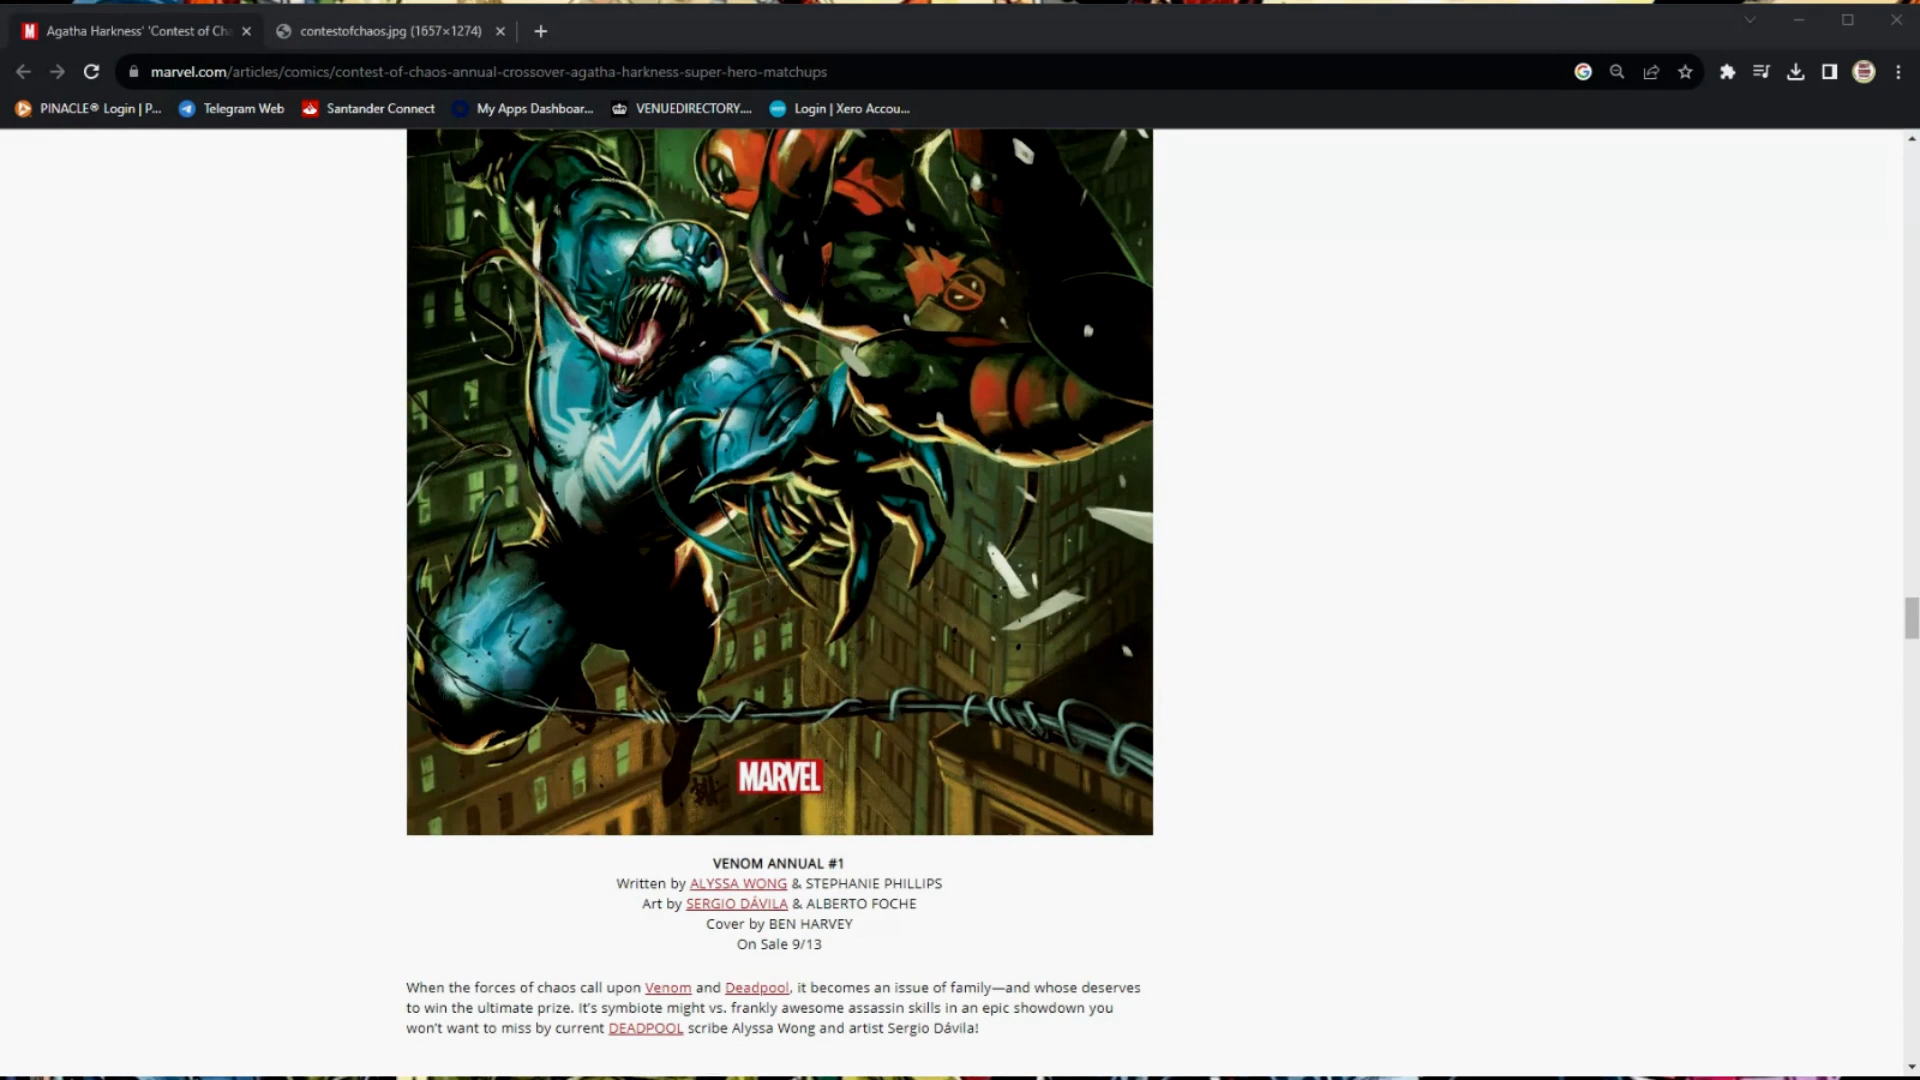 Agatha Harkness' 'Contest of Ch
contestofchaos.jpg (1657×1274)
marvel.com/articles/comics/contest-of-chaos-annual-crossover-agatha-harkness-super-hero-matchups
PINACLE® Login | P...
Telegram Web
Santander Connect
My Apps Dashboar...
VENUEDIRECTORY....
Login | Xero Accou...
MARVEL
VENOM ANNUAL #1
Written by ALYSSA WONG & STEPHANIE PHILLIPS
Art by SERGIO DÁVILA & ALBERTO FOCHE
Cover by BEN HARVEY
On Sale 9/13
When the forces of chaos call upon Venom and Deadpool, it becomes an issue of family—and whose deserves
to win the ultimate prize. It's symbiote might vs. frankly awesome assassin skills in an epic showdown you
won't want to miss by current DEADPOOL scribe Alyssa Wong and artist Sergio Dávila!